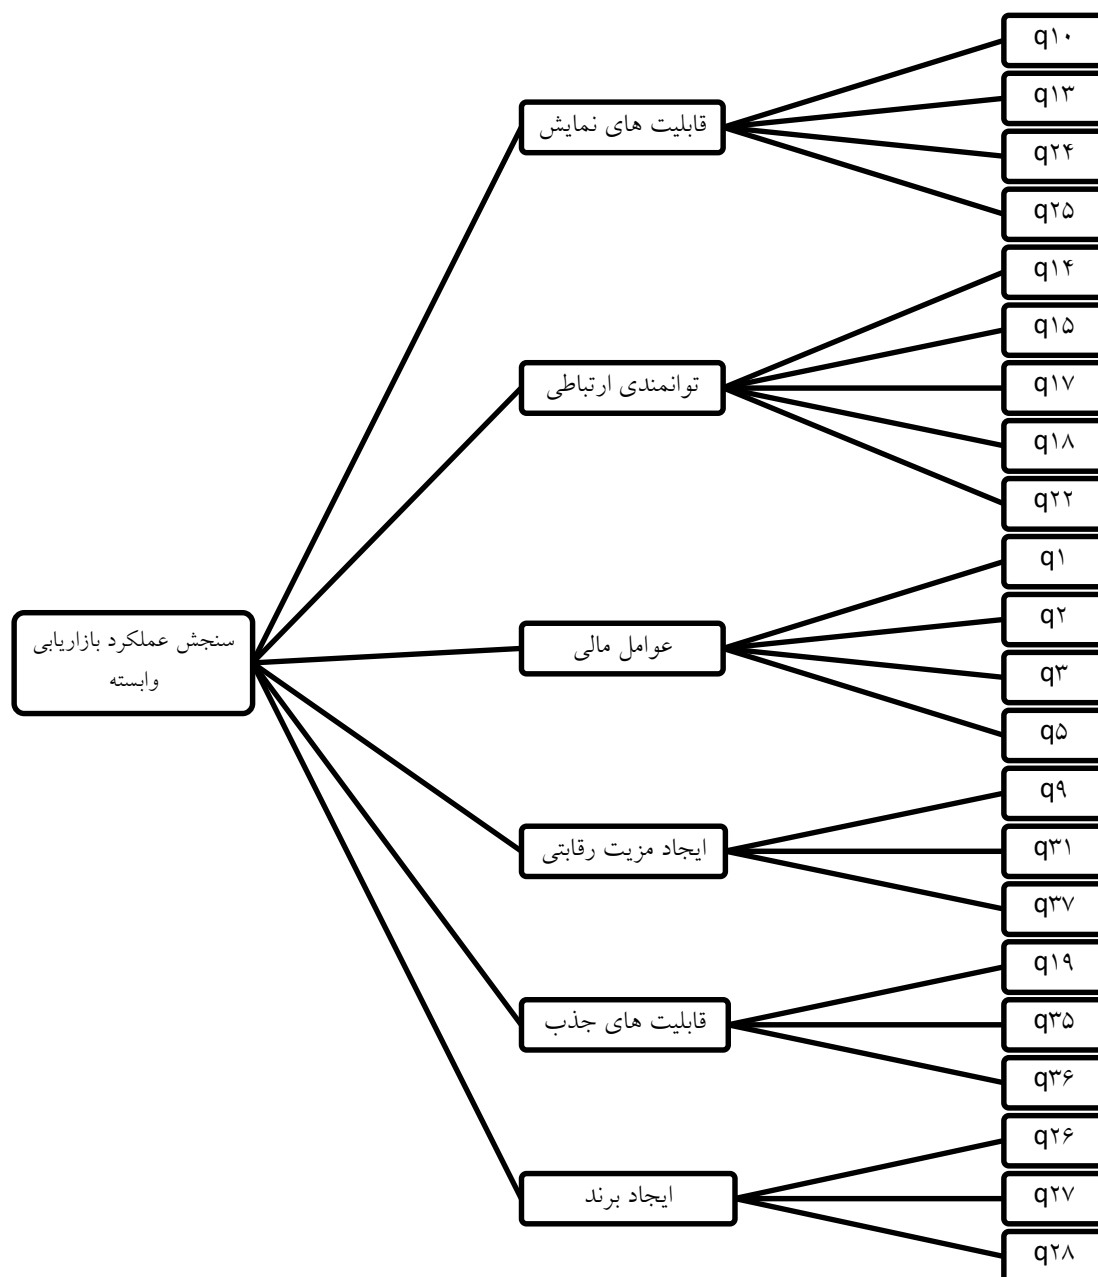 سنجش عملکرد بازاریابی
وابسته
قابلیت های نمایش
q۱۰
q۱۳
q۲۴
q۲۵
توانمندی ارتباطی
q۱۴
q۱۵
q۱۷
q۱۸
q۲۲
عوامل مالی
q۱
q۲
q۳
q۵
ایجاد مزیت رقابتی
q۹
q۳۱
q۳۷
قابلیت های جذب
q۱۹
q۳۵
q۳۶
ایجاد برند
q۲۶
q۲۷
q۲۸